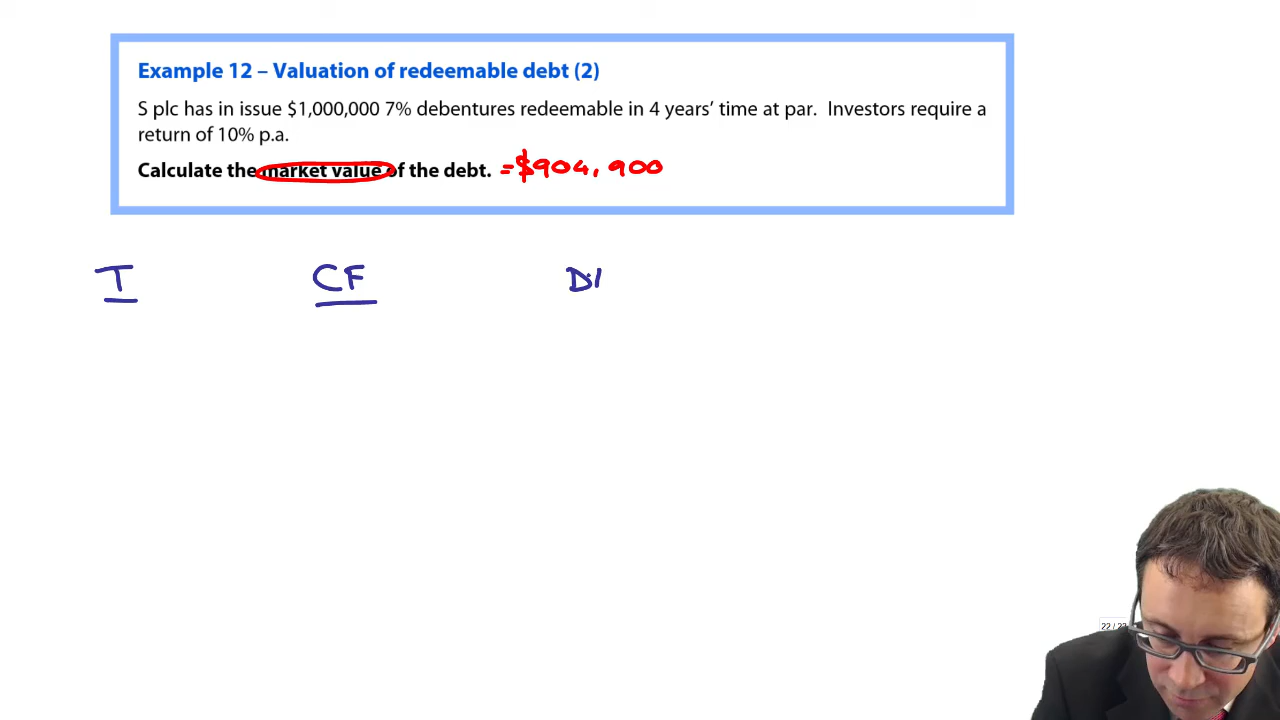 Example 12 – Valuation of redeemable debt (2)
S plc has in issue $1,000,000 7% debentures redeemable in 4 years’ time at par. Investors require a
return of 10% p.a.
Calculate the market value of the debt. =$904,900
T CF DI
22 / 22